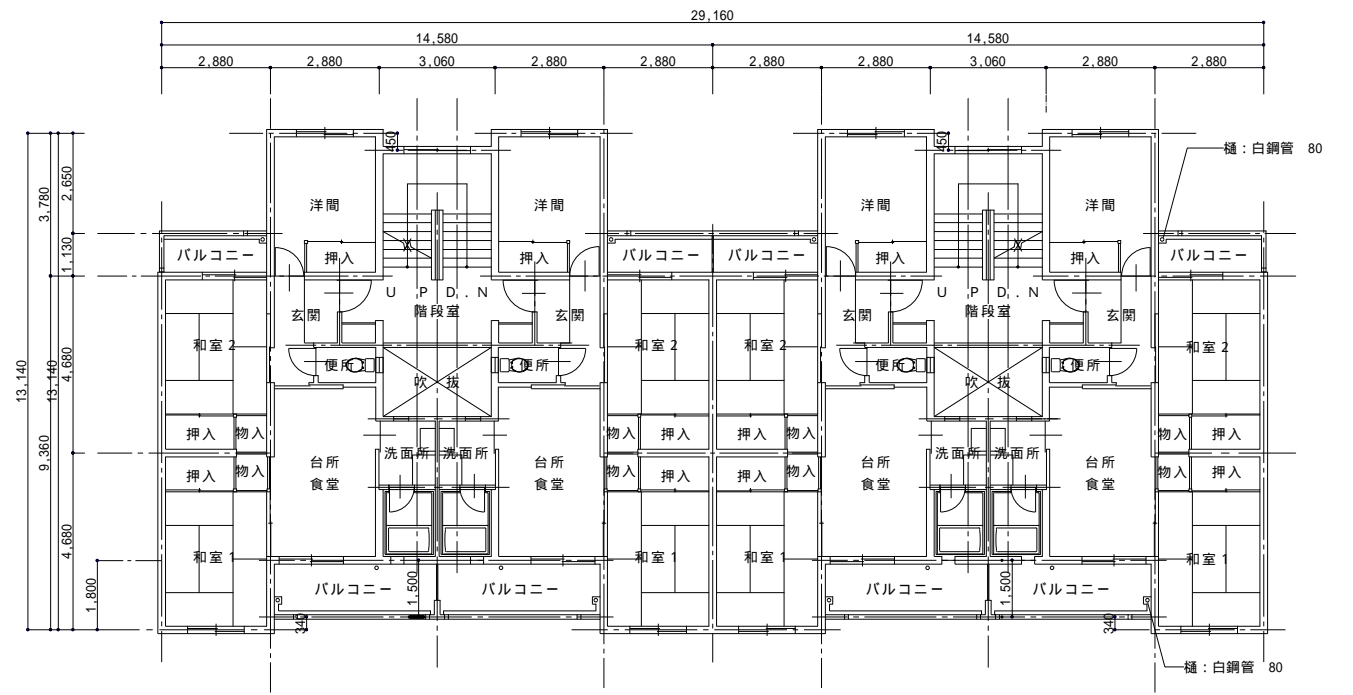 29,160
14,580 14,580
2,880 2,880 3,060 2,880 2,880 2,880 2,880 3,060 2,880 2,880
450 450
樋：白鋼管 80
2,650
3,780
洋間 洋間 洋間 洋間
1,130
バルコニー バルコニー バルコニー バルコニー
押入 押入 押入 押入
UP D.N UP D.N
階段室 階段室
玄関 玄関 玄関 玄関
和室2 和室2 和室2 和室2
便所 便所 便所 便所
吹 抜 吹 抜
13,140
13,140
4,680
押入 物入 物入 押入 押入 物入 物入 押入
9,360
洗面所 洗面所 洗面所 洗面所
台所 台所 台所 台所
食堂 食堂 食堂 食堂
押入 物入 物入 押入 押入 物入 物入 押入
4,680
和室1 和室1 和室1 和室1
1,800
バルコニー バルコニー バルコニー バルコニー
1,500 1,500
340 340
樋：白鋼管 80